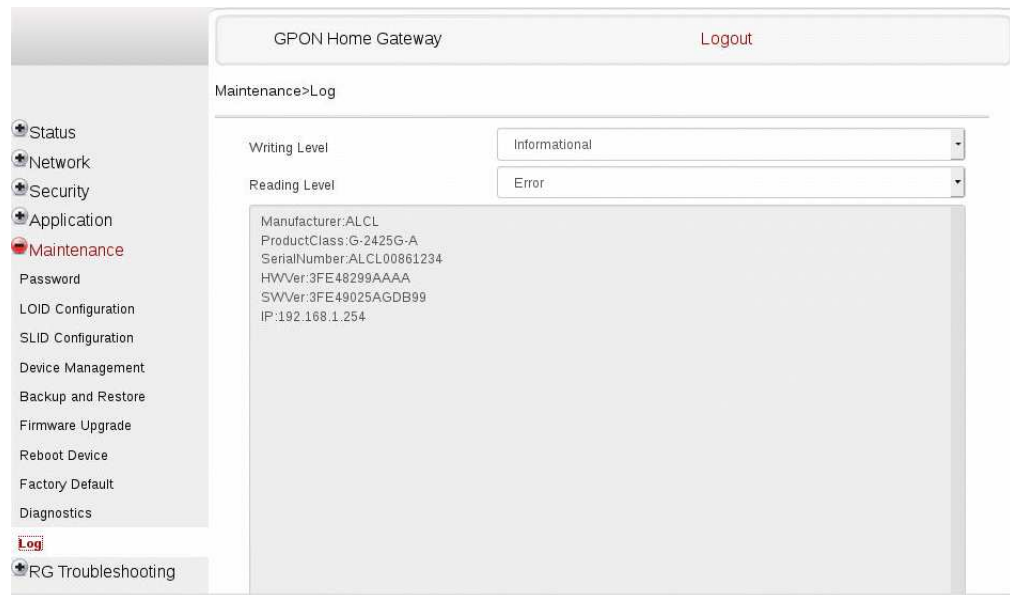 GPON Home Gateway Logout
Maintenance>Log
Status
Network
Security
Application
Maintenance
Password
LOID Configuration
SLID Configuration
Device Management
Backup and Restore
Firmware Upgrade
Reboot Device
Factory Default
Diagnostics
Log
RG Troubleshooting
Writing Level Informational
Reading Level Error
Manufacturer:ALCL
ProductClass:G-2425G-A
SerialNumber:ALCL00861234
HWVer:3FE48299AAAA
SWVer:3FE49025AGDB99
IP:192.168.1.254